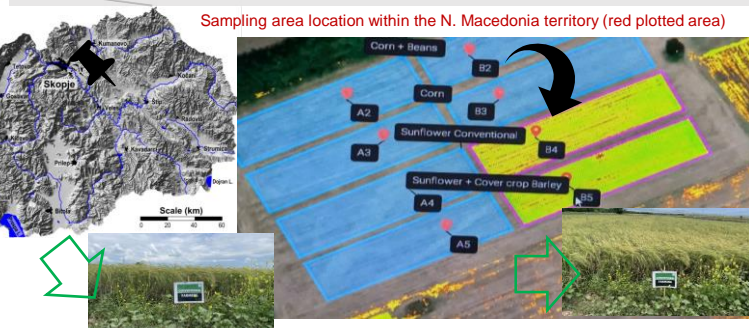 Sampling area location within the N. Macedonia territory (red plotted area)
Kumanovo
Skopje
Kočani
Štip
Radoviš
Strumica
Kavadarci
Prilep
Bitola
Dojran L.
Scale (km)
0 20 40 60
Corn + Beans
B2
Corn
A2
B3
Sunflower Conventional
A3
B4
Sunflower + Cover crop Barley
A4
B5
A5